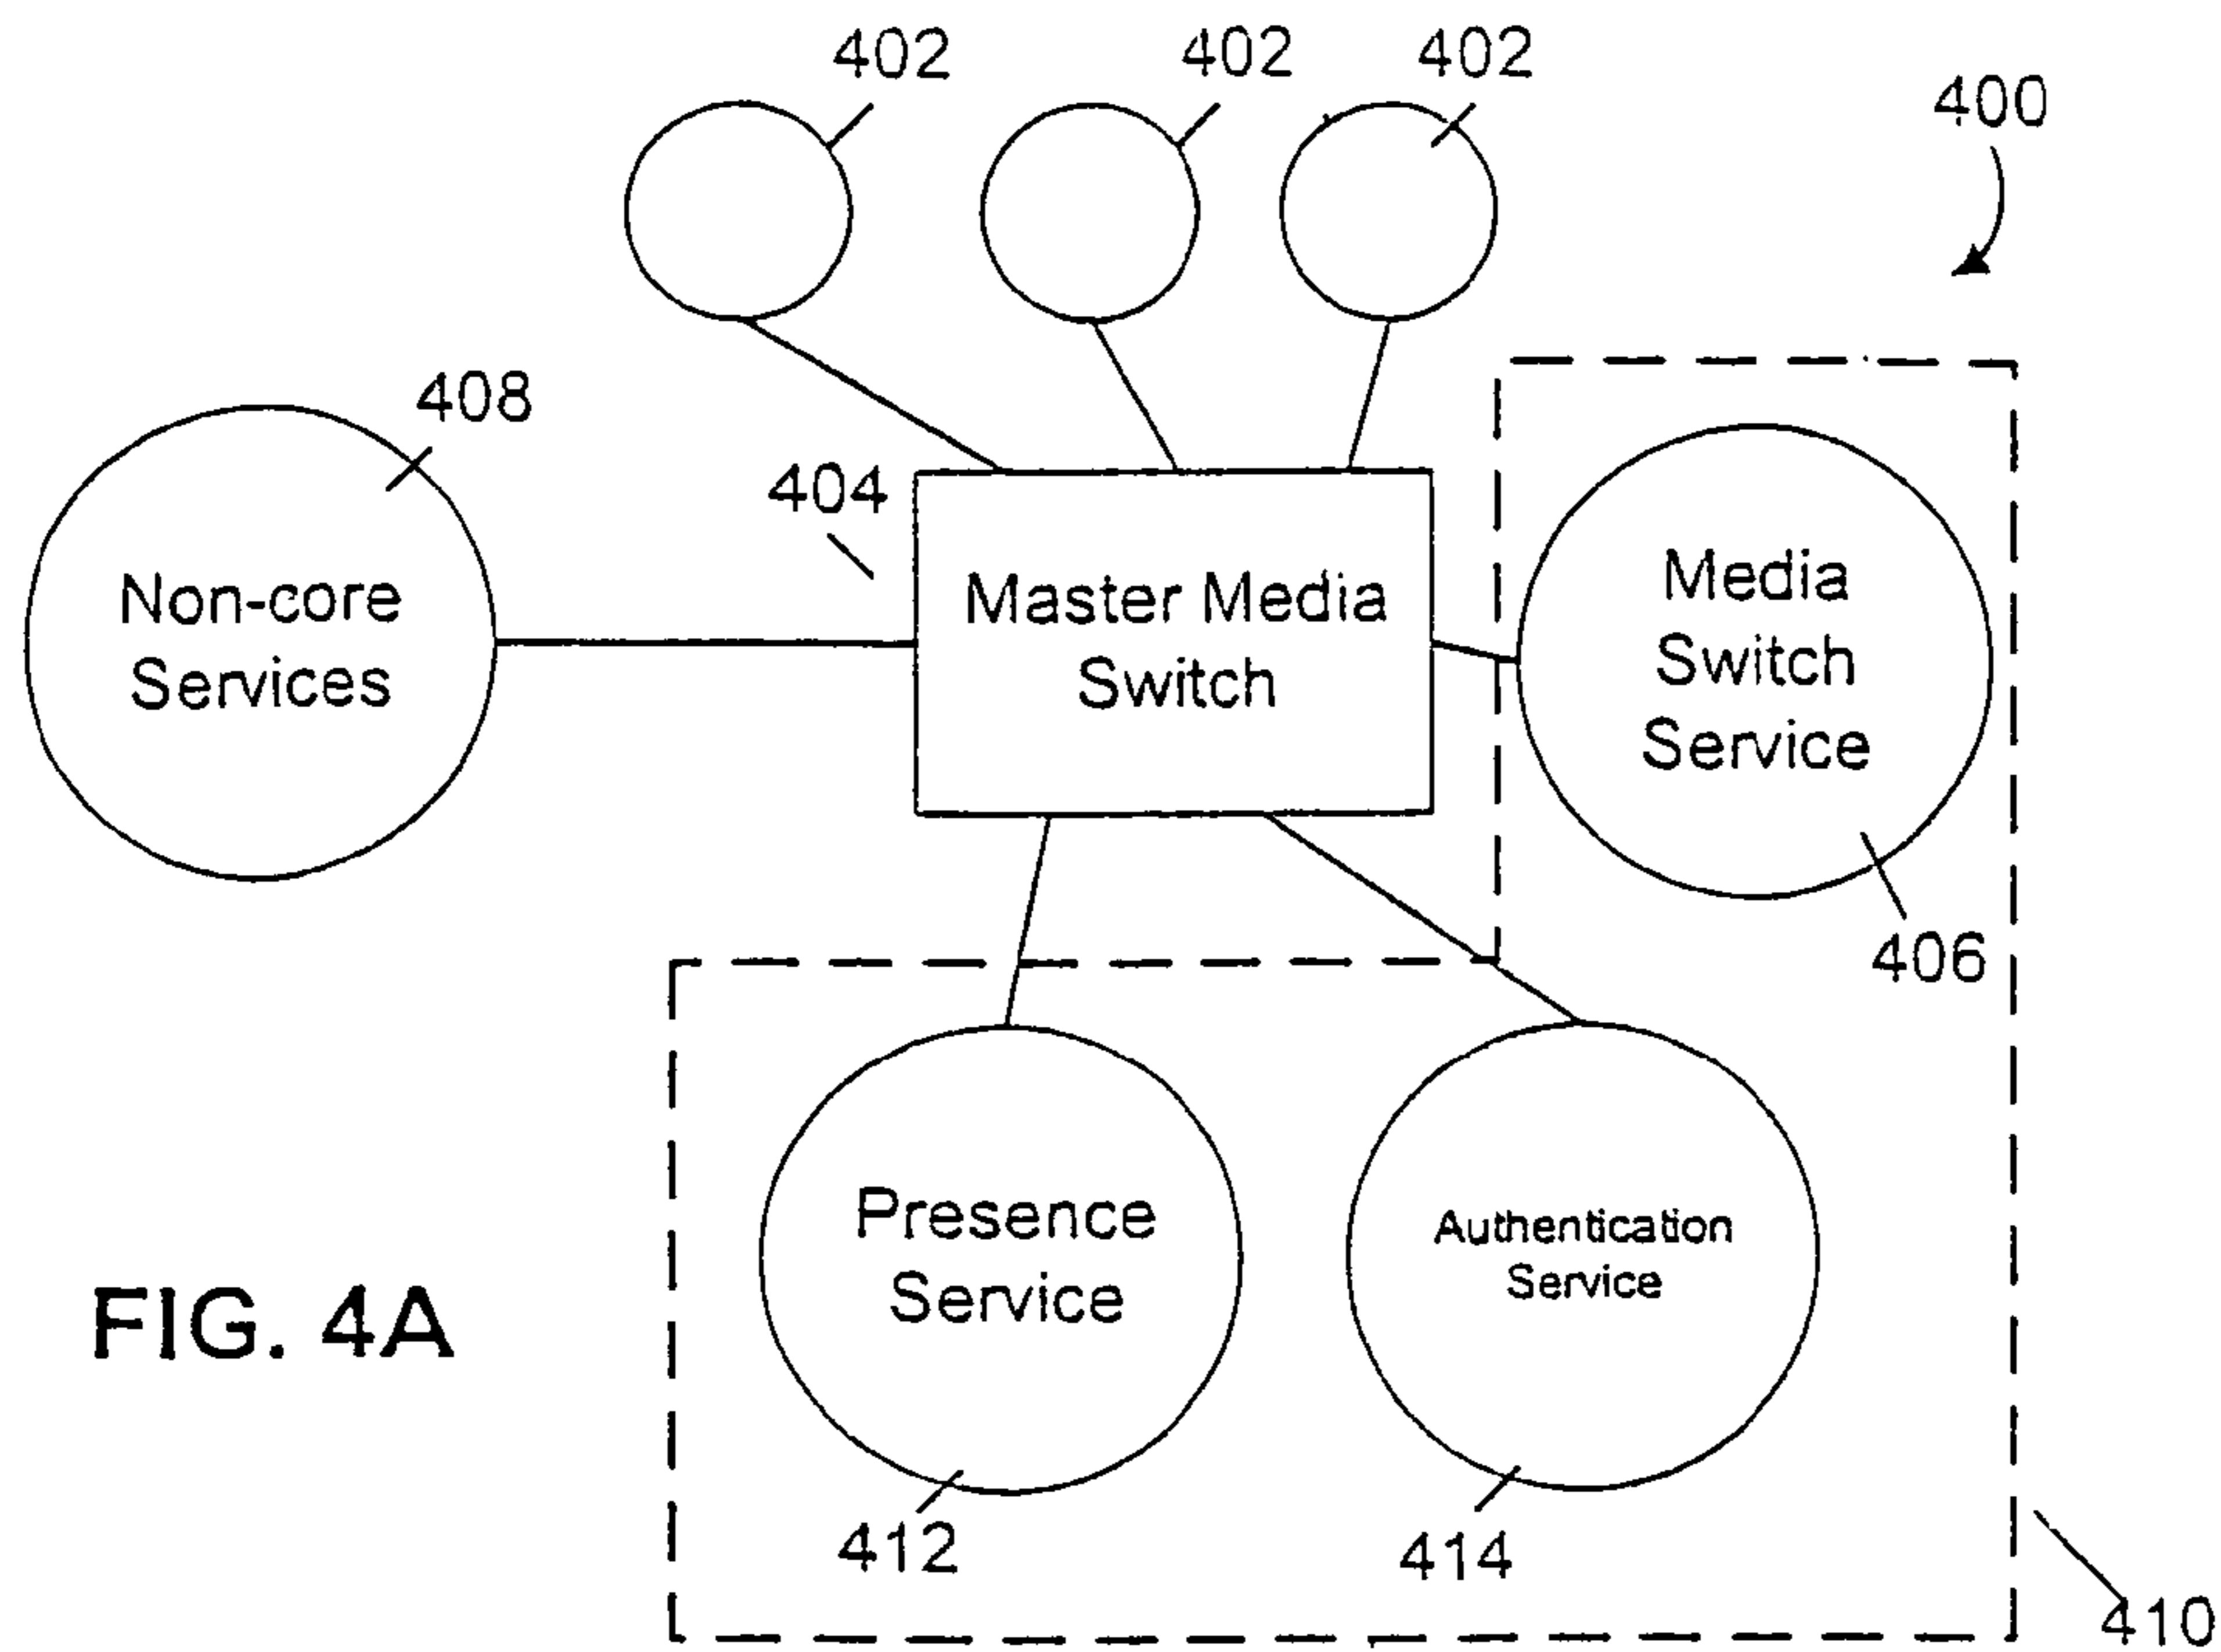 402
402
402
400
408
404
Non-core
Services
Master Media
Switch
Media
Switch
Service
406
Presence
Service
Authentication
Service
FIG. 4A
412
414
410